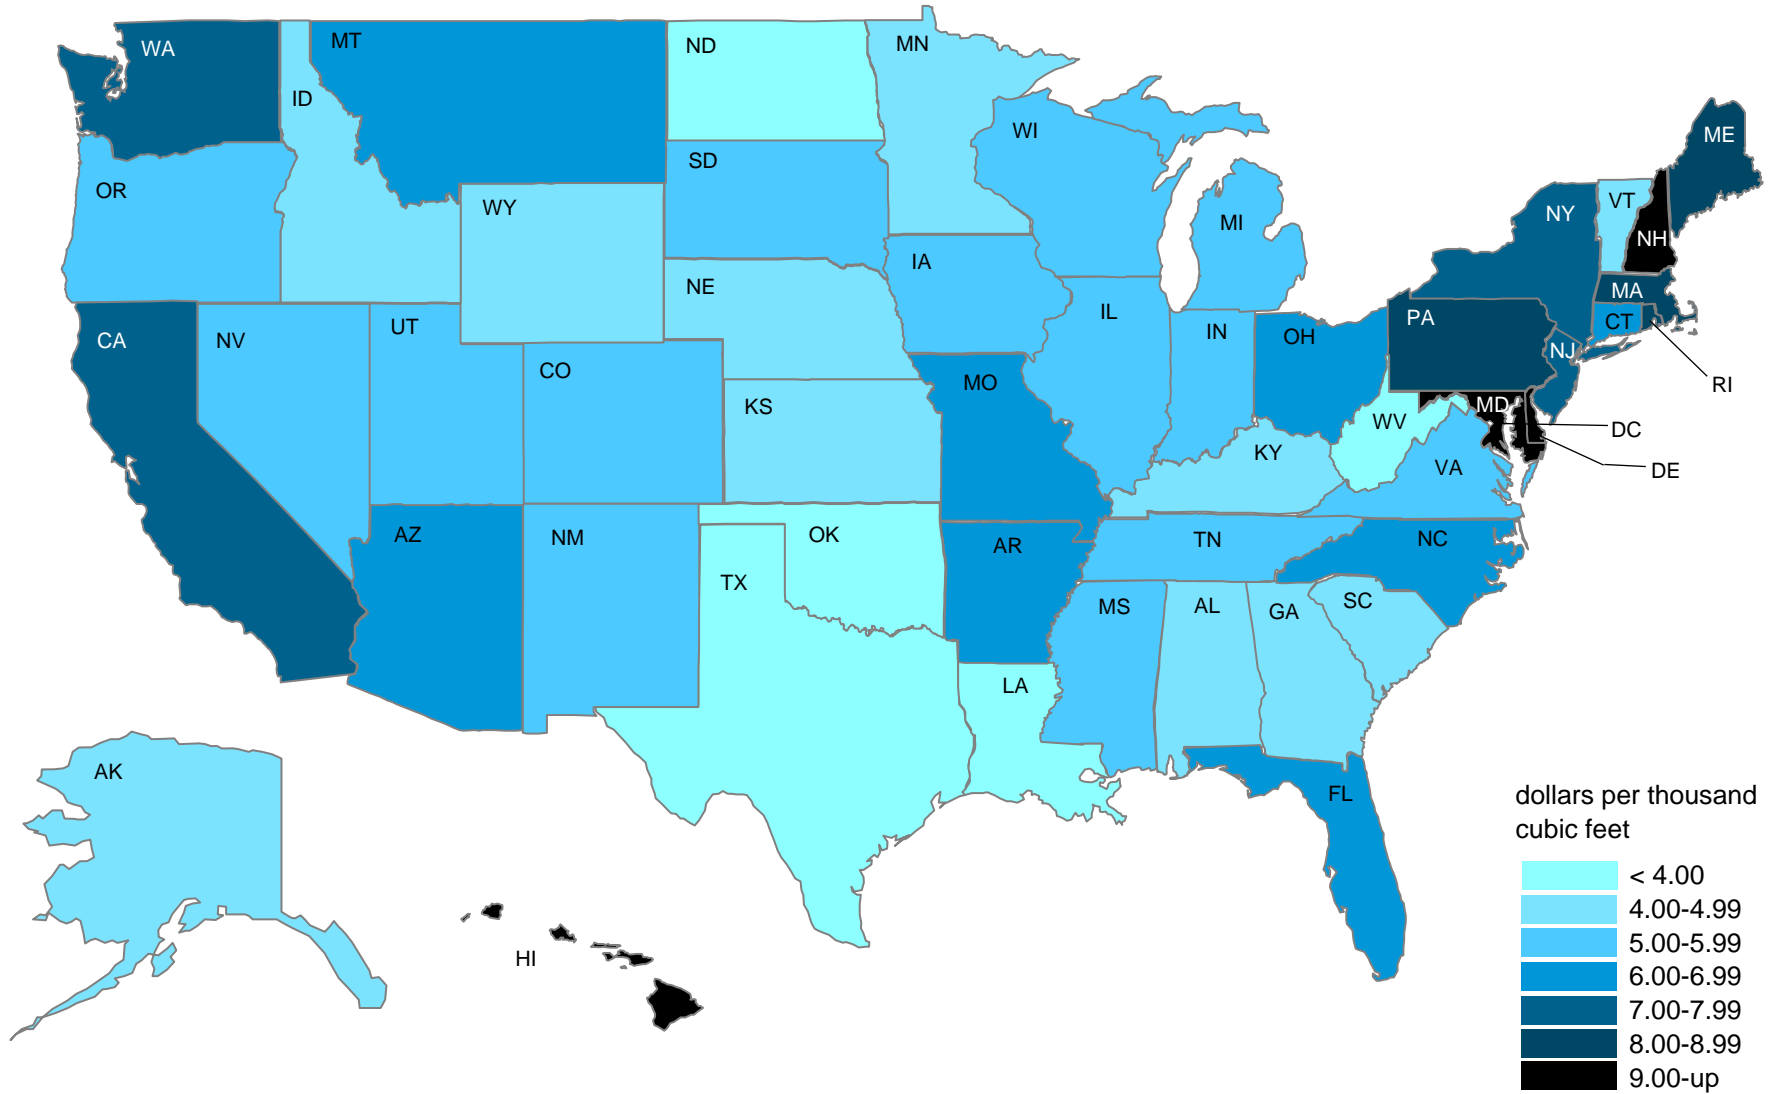 WA
MT
ND
MN
ID
WI
ME
SD
OR
VT
WY
NY
MI
NH
IA
NE
MA
IL
PA
CT
CA
NV
UT
IN
OH
NJ
CO
MO
RI
KS
MD
WV
DC
KY
VA
DE
AZ
NM
OK
AR
TN
NC
TX
MS
AL
GA
SC
LA
AK
FL
HI
dollars per thousand
cubic feet
< 4.00
4.00-4.99
5.00-5.99
6.00-6.99
7.00-7.99
8.00-8.99
9.00-up